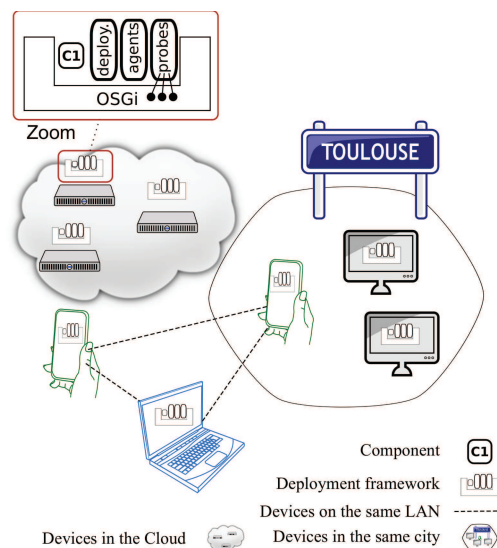 C1
deploy.
agents
probes
OSGi
Zoom
TOULOUSE
Component C1
Deployment framework
Devices on the same LAN
Devices in the Cloud
Devices in the same city